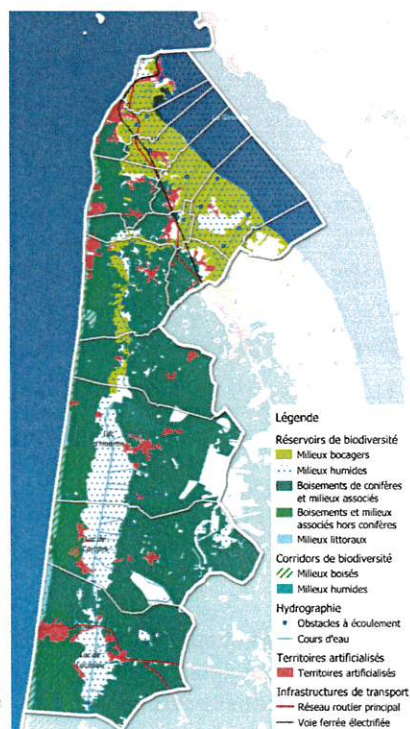 Légende
Réservoirs de biodiversité
Milieux bocagers
Milieux humides
Boisements de conifères
et milieux associés
Boisements et milieux
associés hors conifères
Milieux littoraux
Corridors de biodiversité
Milieux boisés
Milieux humides
Hydrographie
Obstacles à écoulement
Cours d'eau
Territoires artificialisés
Territoires artificialisés
Infrastructures de transport
Réseau routier principal
Voie ferrée électrifiée